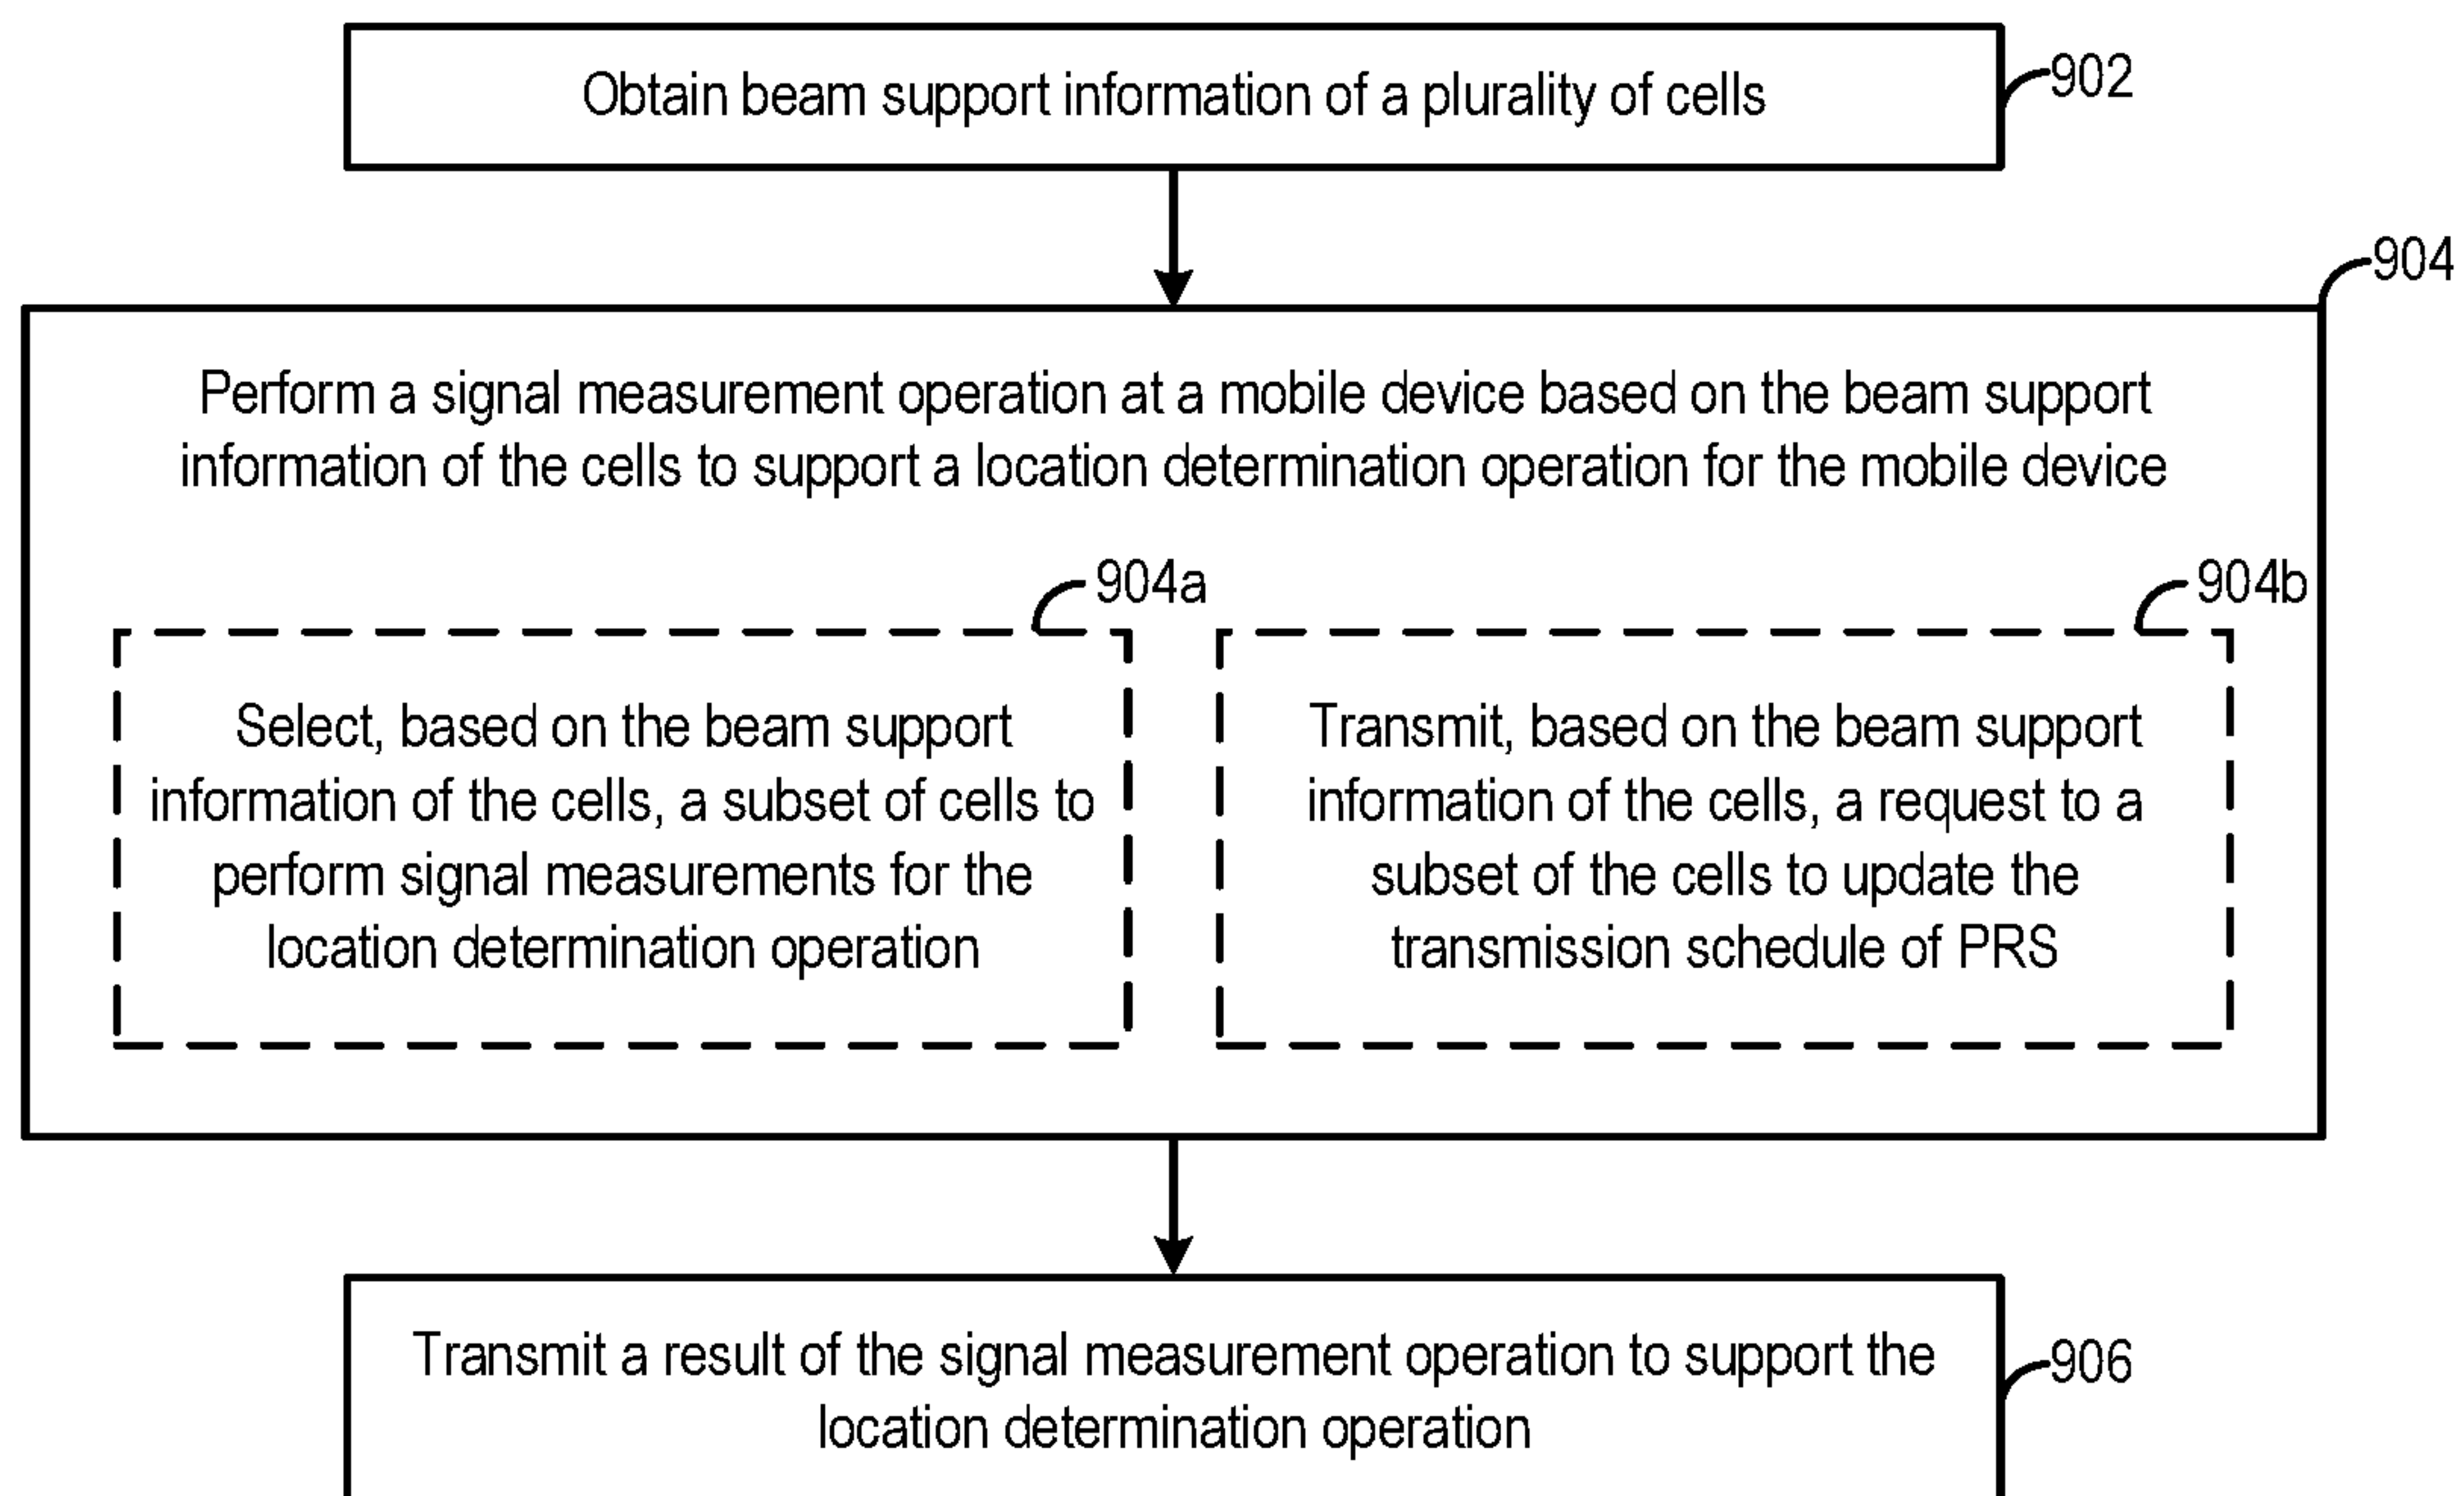 Obtain beam support information of a plurality of cells
902
904
Perform a signal measurement operation at a mobile device based on the beam support
information of the cells to support a location determination operation for the mobile device
904a
Select, based on the beam support
information of the cells, a subset of cells to
perform signal measurements for the
location determination operation
904b
Transmit, based on the beam support
information of the cells, a request to a
subset of the cells to update the
transmission schedule of PRS
Transmit a result of the signal measurement operation to support the
location determination operation
906